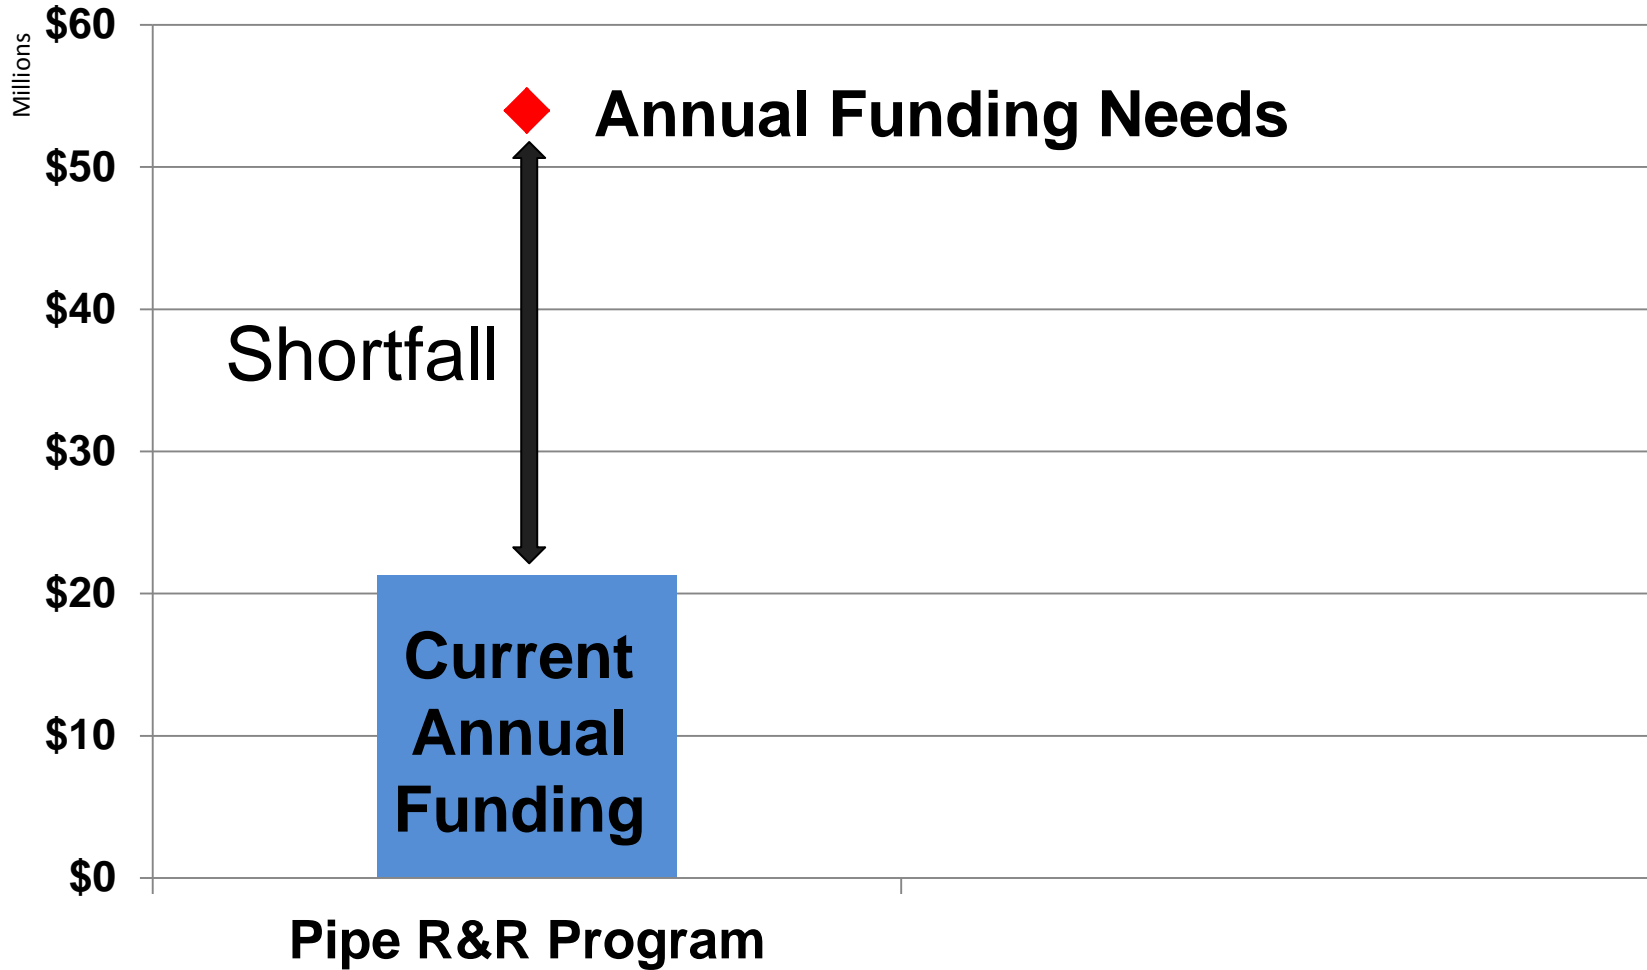 Millions
$60
$50
$40
$30
$20
$10
$0
Annual Funding Needs
Shortfall
Current
Annual
Funding
Pipe R&R Program